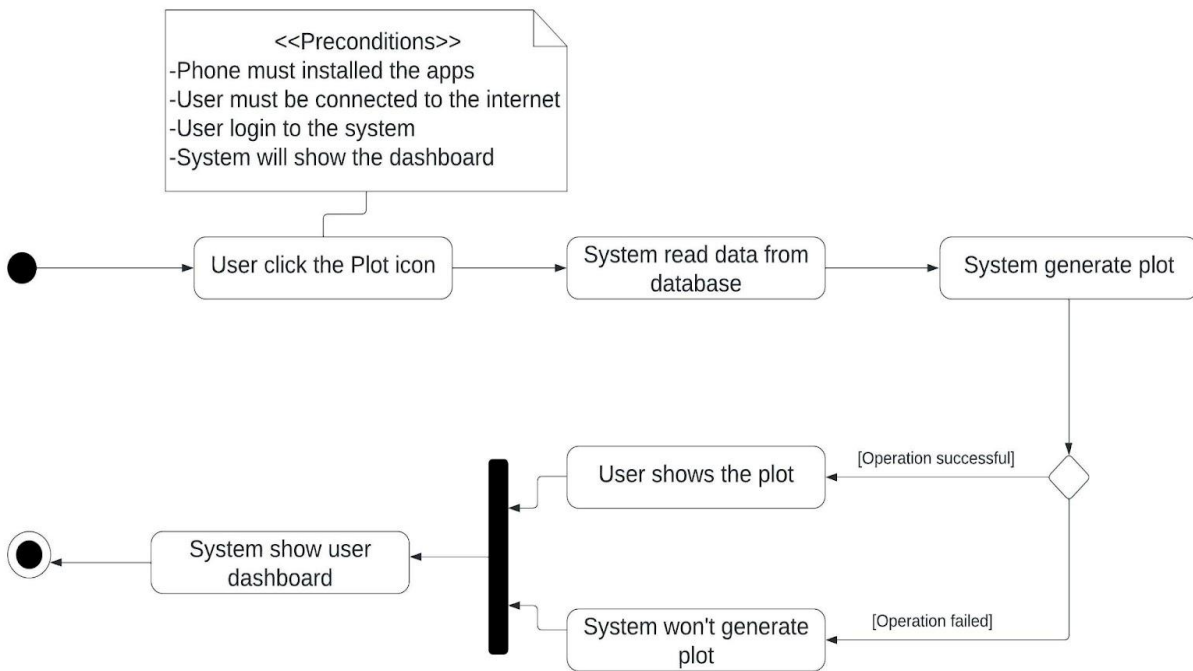 <<Preconditions>>
-Phone must installed the apps
-User must be connected to the internet
-User login to the system
-System will show the dashboard
User click the Plot icon
System read data from
database
System generate plot
User shows the plot
[Operation successful]
System show user
dashboard
System won't generate
plot
[Operation failed]